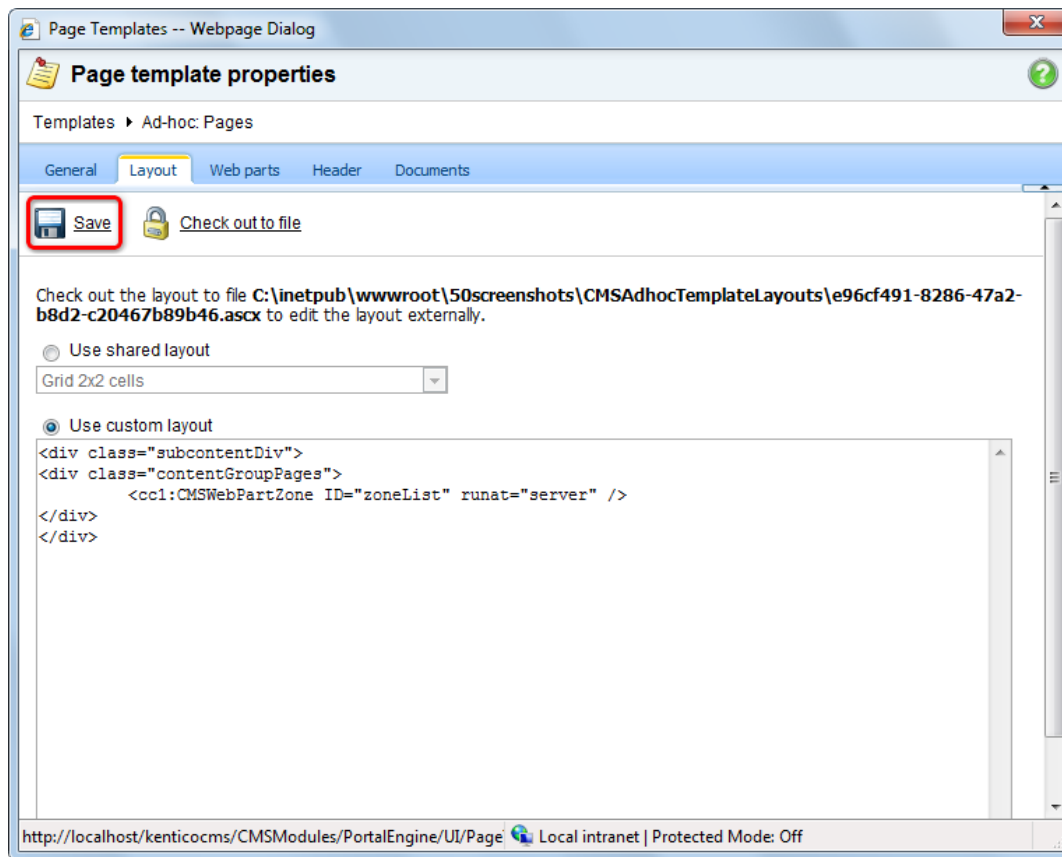 Page Templates -- Webpage Dialog
x
Page template properties
?
Templates ▸ Ad-hoc: Pages
General Layout Web parts Header Documents
Save Check out to file
Check out the layout to file C:\inetpub\wwwroot\50screenshots\CMSAdhocTemplateLayouts\e96cf491-8286-47a2-
b8d2-c20467b89b46.ascx to edit the layout externally.
Use shared layout
Grid 2x2 cells
Use custom layout
<div class="subcontentDiv">
<div class="contentGroupPages">
<cc1:CMSWebPartZone ID="zoneList" runat="server" />
</div>
</div>
http://localhost/kenticocms/CMSModules/PortalEngine/UI/Page Local intranet | Protected Mode: Off